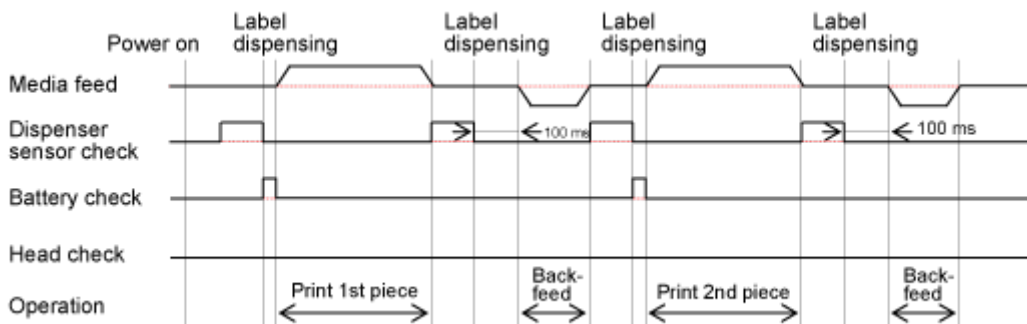 Label dispensing
Label dispensing
Label dispensing
Label dispensing
Power on
Media feed
Dispenser sensor check
100 ms
100 ms
Battery check
Head check
Operation
Print 1st piece
Back-feed
Print 2nd piece
Back-feed